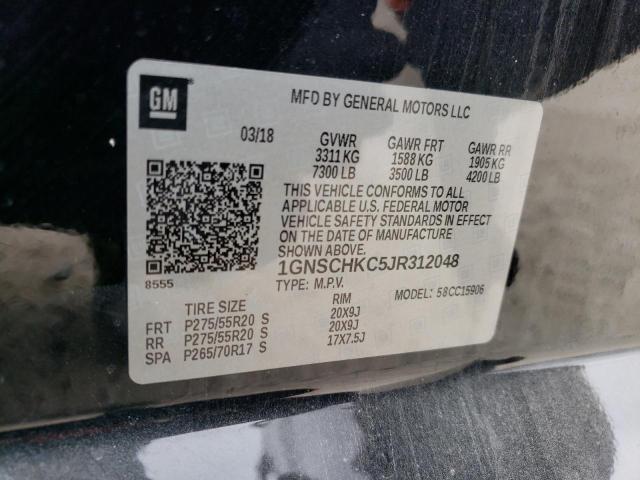 GM
MFD BY GENERAL MOTORS LLC
03/18 GVWR GAWR FRT GAWR RR
3311 KG 1588 KG 1905 KG
7300 LB 3500 LB 4200 LB
THIS VEHICLE CONFORMS TO ALL
APPLICABLE U.S. FEDERAL MOTOR
VEHICLE SAFETY STANDARDS IN EFFECT
ON THE DATE OF MANUFACTURE
SHOWN ABOVE.
1GNSCHKC5JR312048
8555
TYPE: M.P.V. MODEL: 58CC15906
TIRE SIZE RIM
FRT P275/55R20 S 20X9J
RR P275/55R20 S 20X9J
SPA P265/70R17 S 17X7.5J